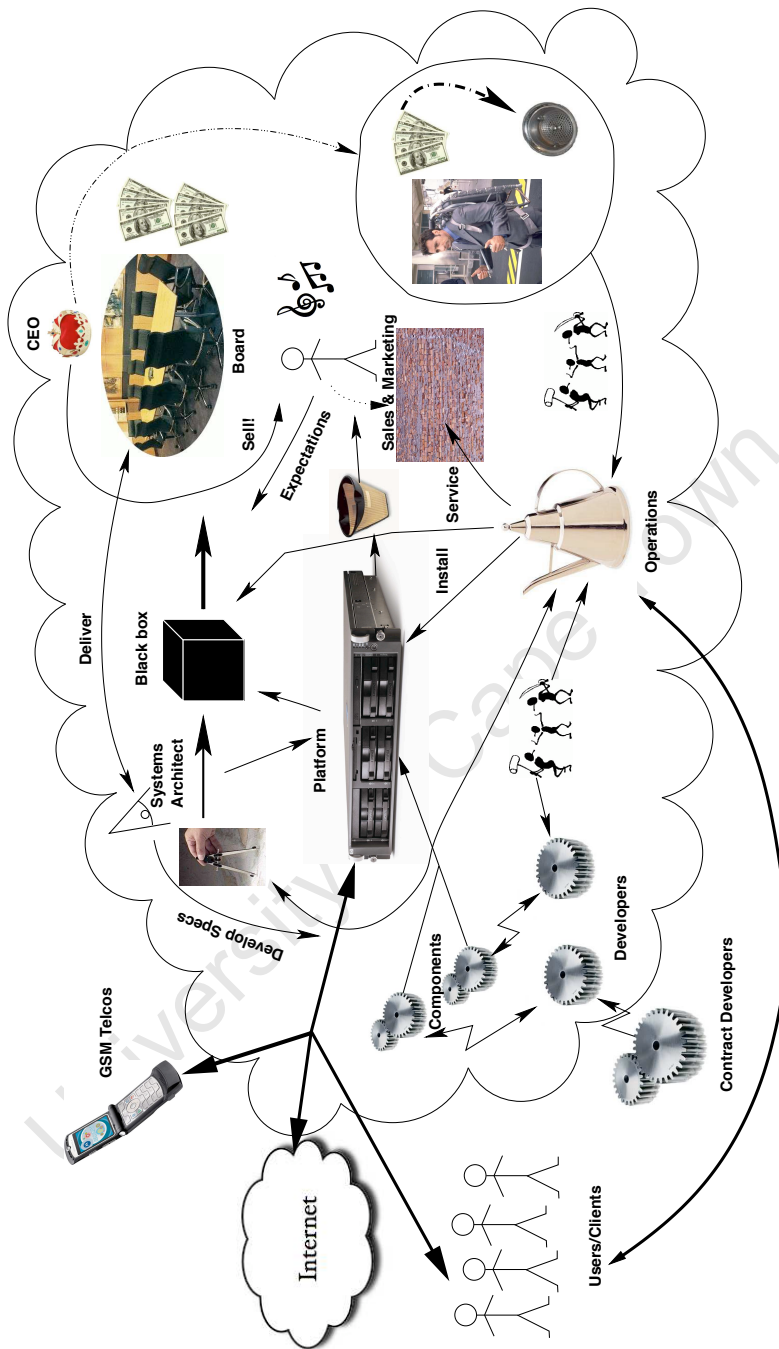 CEO
Board
Sell!
Deliver
Expectations
Sales & Marketing
Black box
Systems
Architect
Platform
Service
Install
Operations
Develop Specs
GSM Telcos
Components
Developers
Contract Developers
Internet
Users/Clients
University of Cape Town